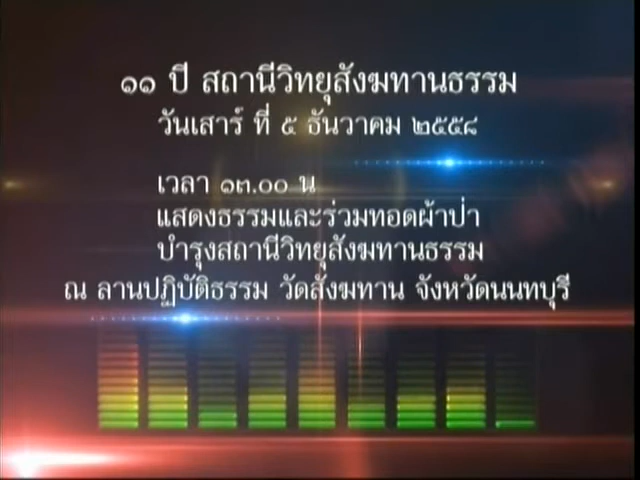 ๑๑ ปี สถานีวิทยุสังฆทานธรรม
วันเสาร์ ที่ ๕ ธันวาคม ๒๕๕๘
เวลา ๑๓.๐๐ น
แสดงธรรมและร่วมทอดผ้าป่า
บำรุงสถานีวิทยุสังฆทานธรรม
ณ ลานปฏิบัติธรรม วัดสังฆทาน จังหวัดนนทบุรี